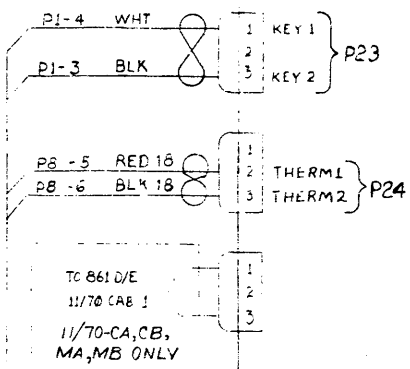 P1-4 WHT 1 KEY 1
2 P23
P1-3 BLK 3 KEY 2
1
P8-5 RED 18 2 THERM1
P8-6 BLK 18 3 THERM2 P24
1
TC 861 D/E
11/70 CAB 1 2
3
11/70-CA,CB,
MA,MB ONLY